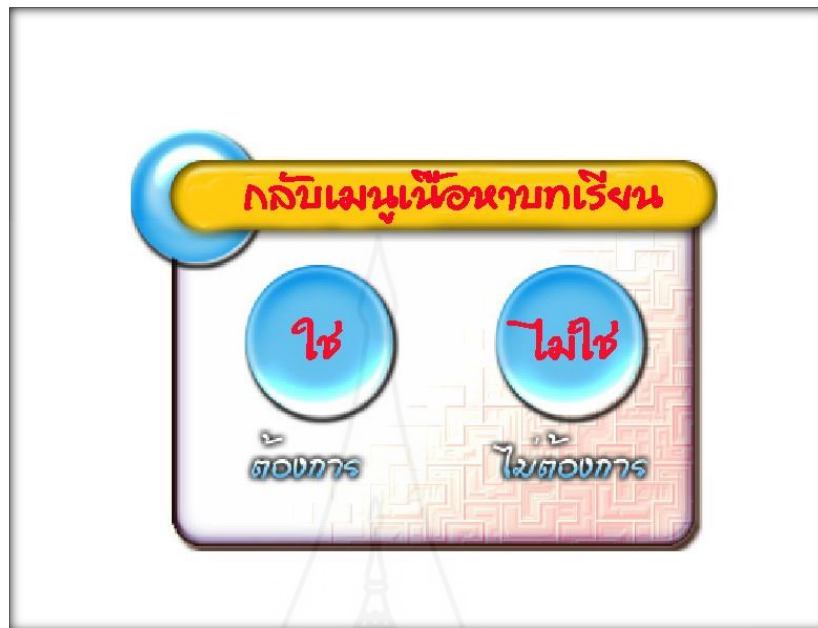 กลับเมนูเนื้อหาบทเรียน
ใช่ ไม่ใช่
ต้องการ ไม่ต้องการ